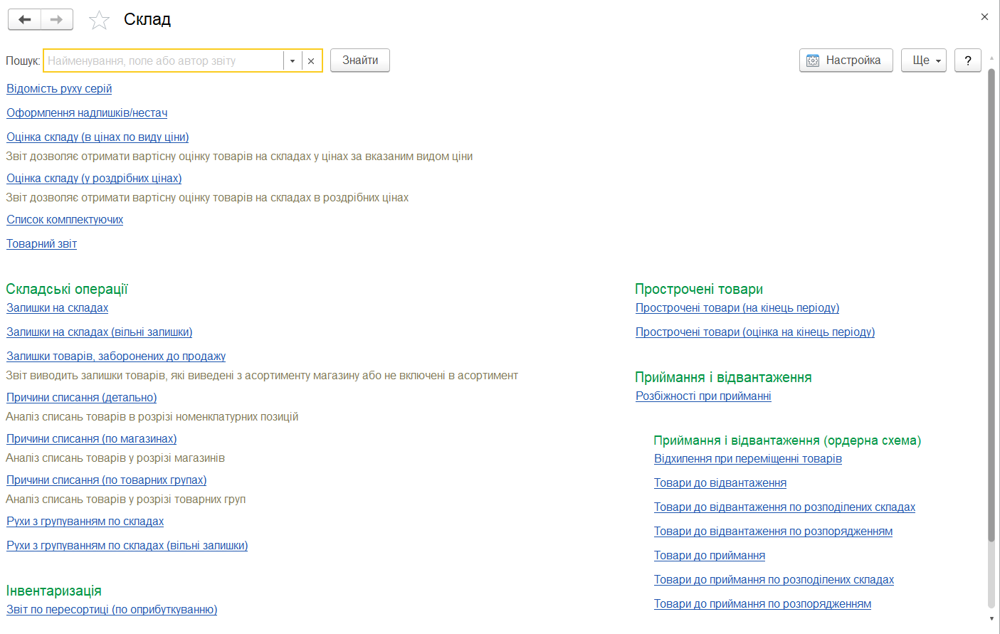 Склад
Пошук: Найменування, поле або автор звіту Знайти Настройка Ще ?
Відомість руху серій
Оформлення надлишків/нестач
Оцінка складу (в цінах по виду ціни)
Звіт дозволяє отримати вартісну оцінку товарів на складах у цінах за вказаним видом ціни
Оцінка складу (у роздрібних цінах)
Звіт дозволяє отримати вартісну оцінку товарів на складах в роздрібних цінах
Список комплектуючих
Товарний звіт
Складські операції
Залишки на складах
Залишки на складах (вільні залишки)
Залишки товарів, заборонених до продажу
Звіт виводить залишки товарів, які виведені з асортименту магазину або не включені в асортимент
Причини списання (детально)
Аналіз списань товарів в розрізі номенклатурних позицій
Причини списання (по магазинах)
Аналіз списань товарів у розрізі магазинів
Причини списання (по товарних групах)
Аналіз списань товарів у розрізі товарних груп
Рухи з групуванням по складах
Рухи з групуванням по складах (вільні залишки)
Інвентаризація
Звіт по пересортиці (по оприбуткуванню)
Прострочені товари
Прострочені товари (на кінець періоду)
Прострочені товари (оцінка на кінець періоду)
Приймання і відвантаження
Розбіжності при прийманні
Приймання і відвантаження (ордерна схема)
Відхилення при переміщенні товарів
Товари до відвантаження
Товари до відвантаження по розподілених складах
Товари до відвантаження по розпорядженням
Товари до приймання
Товари до приймання по розподілених складах
Товари до приймання по розпорядженням